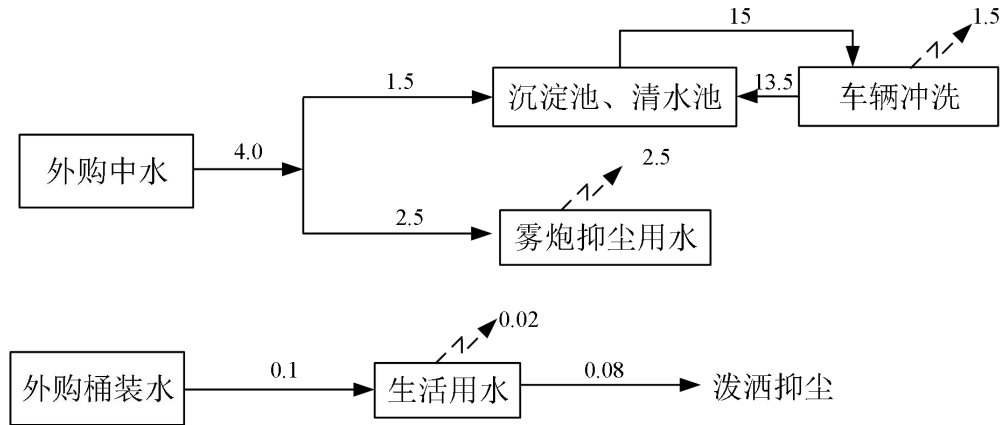 15
1.5
1.5
沉淀池、清水池
13.5
车辆冲洗
外购中水
4.0
2.5
2.5
雾炮抑尘用水
0.02
外购桶装水
0.1
生活用水
0.08
泼洒抑尘